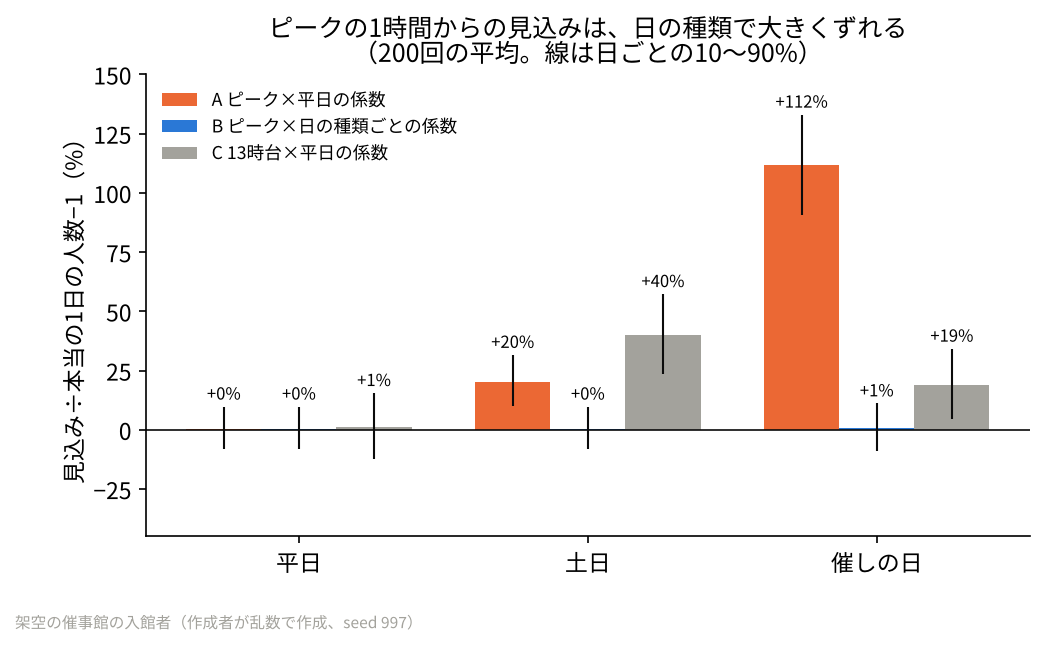 ピークの1時間からの見込みは、日の種類で大きくずれる
（200回の平均。線は日ごとの10〜90%）
見込み÷本当の1日の人数−1（%）
150
125
100
75
50
25
0
−25
A ピーク×平日の係数
B ピーク×日の種類ごとの係数
C 13時台×平日の係数
+0%
+0%
+1%
+20%
+0%
+40%
+112%
+1%
+19%
平日
土日
催しの日
架空の催事館の入館者（作成者が乱数で作成、seed 997）